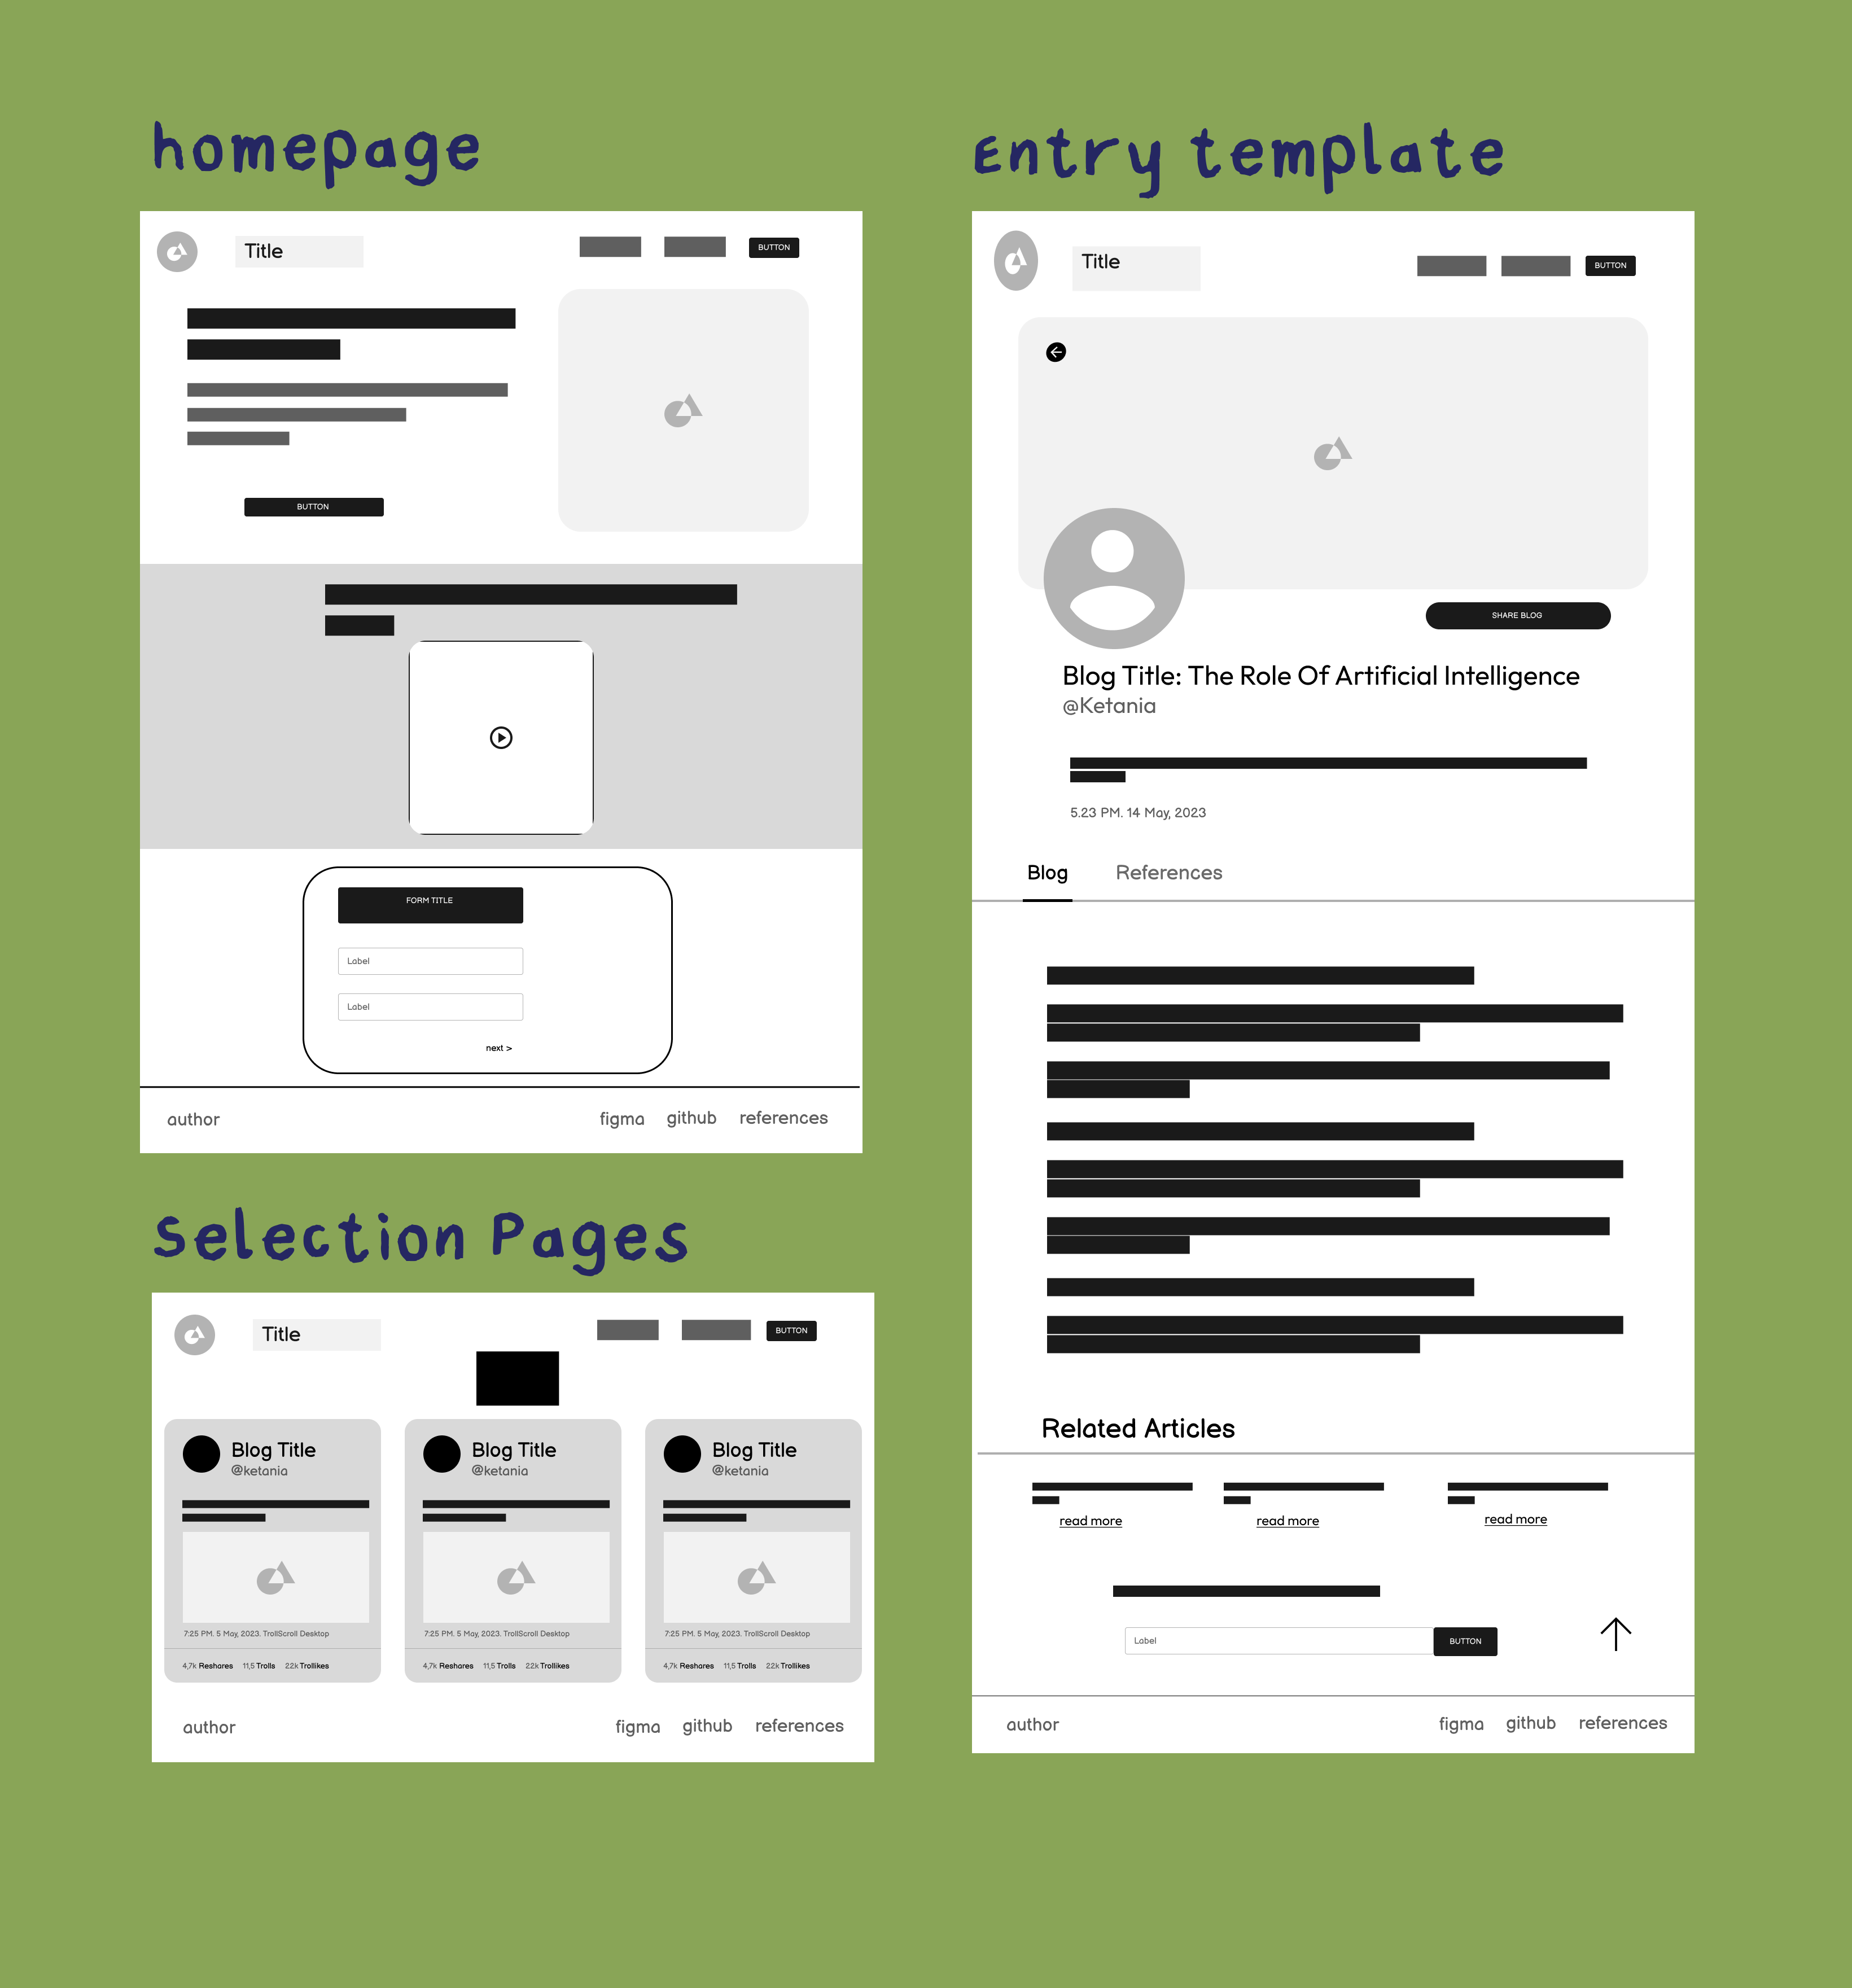 homepage
Title
BUTTON
BUTTON
FORM TITLE
Label
Label
next >
author
figma github references
Selection Pages
Title
BUTTON
Blog Title
@ketania
7:25 PM. 5 May, 2023. TrollScroll Desktop
4,7k Reshares 11,5 Trolls 22k Trollikes
Blog Title
@ketania
7:25 PM. 5 May, 2023. TrollScroll Desktop
4,7k Reshares 11,5 Trolls 22k Trollikes
Blog Title
@ketania
7:25 PM. 5 May, 2023. TrollScroll Desktop
4,7k Reshares 11,5 Trolls 22k Trollikes
author
figma github references
Entry template
Title
BUTTON
SHARE BLOG
Blog Title: The Role Of Artificial Intelligence
@Ketania
5.23 PM. 14 May, 2023
Blog References
Related Articles
read more
read more
read more
Label
BUTTON
author
figma github references